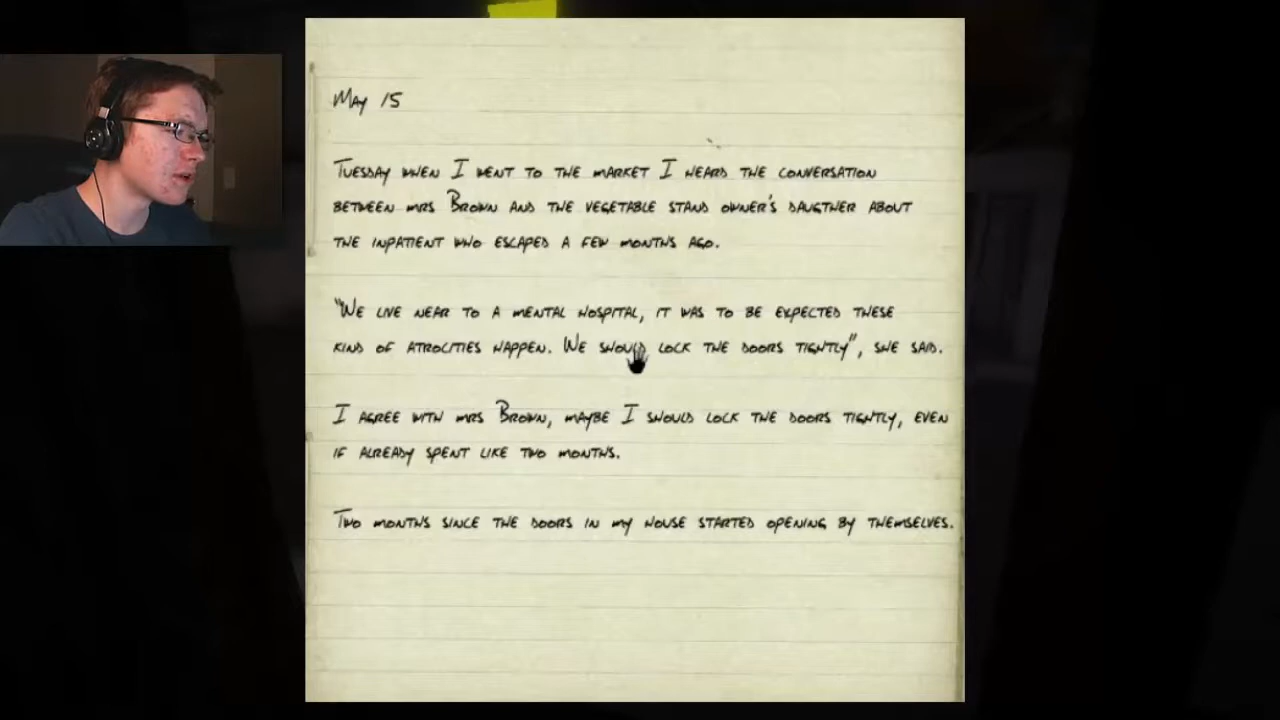 May 15
Tuesday when I went to the market I heard the conversation
between mrs Brown and the vegetable stand owner's daugther about
the inpatient who escaped a few months ago.
"We live near to a mental hospital, it was to be expected these
kind of atrocities happen. We should lock the doors tightly", she said.
I agree with mrs Brown, maybe I should lock the doors tightly, even
if already spent like two months.
Two months since the doors in my house started opening by themselves.